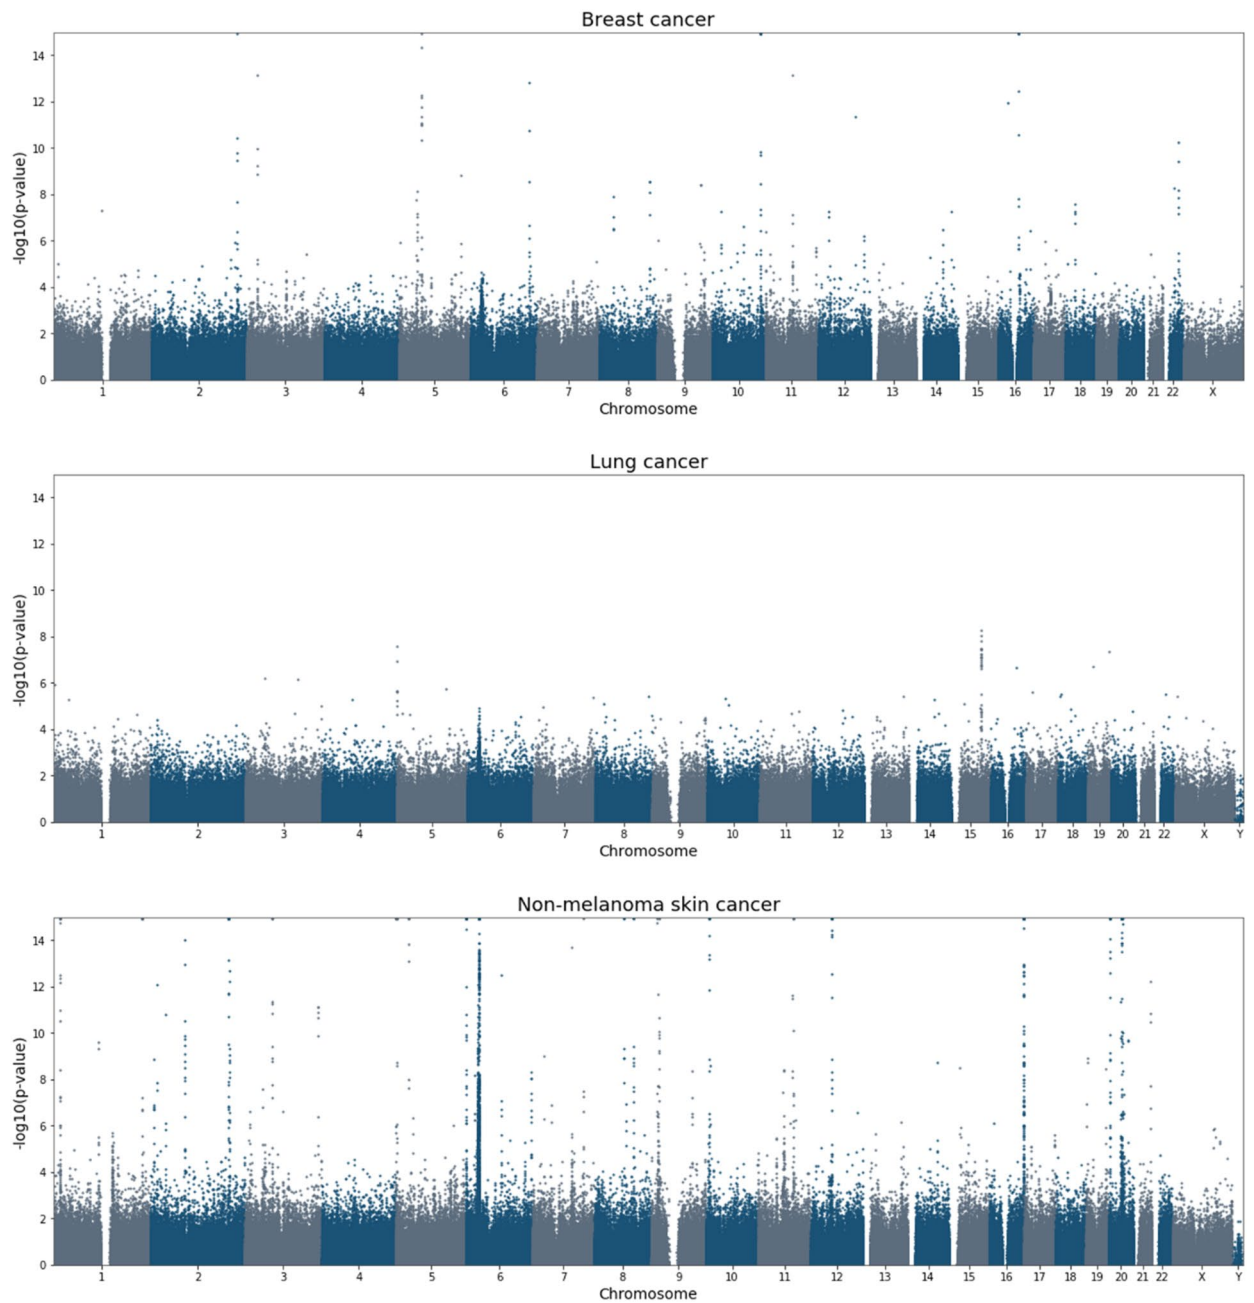 Breast cancer
14
12
10
8
6
4
2
0
-log10(p-value)
1 2 3 4 5 6 7 8 9 10 11 12 13 14 15 16 17 18 19 20 21 22 X
Chromosome
Lung cancer
14
12
10
8
6
4
2
0
-log10(p-value)
1 2 3 4 5 6 7 8 9 10 11 12 13 14 15 16 17 18 19 20 21 22 X Y
Chromosome
Non-melanoma skin cancer
14
12
10
8
6
4
2
0
-log10(p-value)
1 2 3 4 5 6 7 8 9 10 11 12 13 14 15 16 17 18 19 20 21 22 X Y
Chromosome